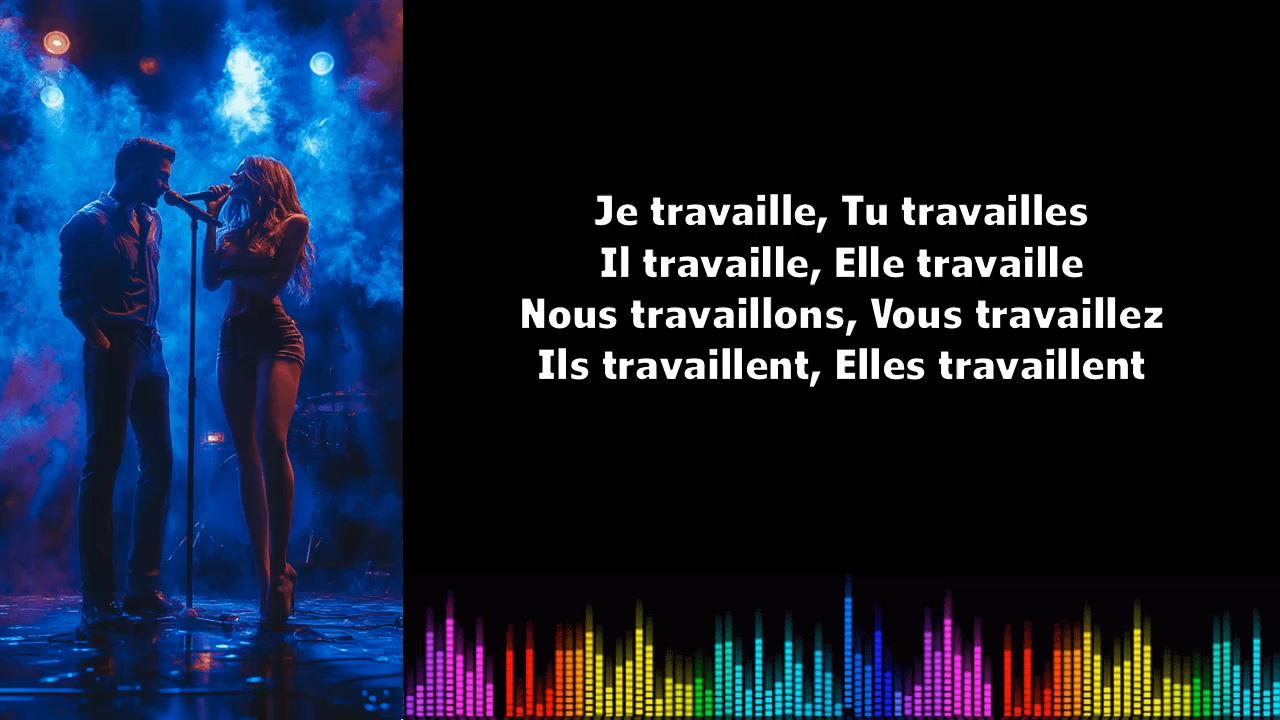 Je travaille, Tu travailles
Il travaille, Elle travaille
Nous travaillons, Vous travaillez
Ils travaillent, Elles travaillent